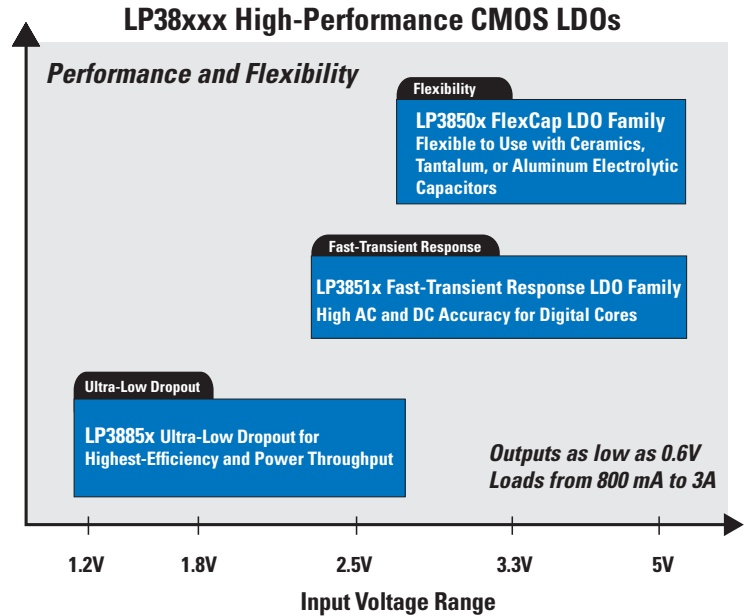 LP38xxx High-Performance CMOS LDOs
Performance and Flexibility
Flexibility
LP3850x FlexCap LDO Family
Flexible to Use with Ceramics,
Tantalum, or Aluminum Electrolytic
Capacitors
Fast-Transient Response
LP3851x Fast-Transient Response LDO Family
High AC and DC Accuracy for Digital Cores
Ultra-Low Dropout
LP3885x Ultra-Low Dropout for
Highest-Efficiency and Power Throughput
Outputs as low as 0.6V
Loads from 800 mA to 3A
1.2V 1.8V 2.5V 3.3V 5V
Input Voltage Range